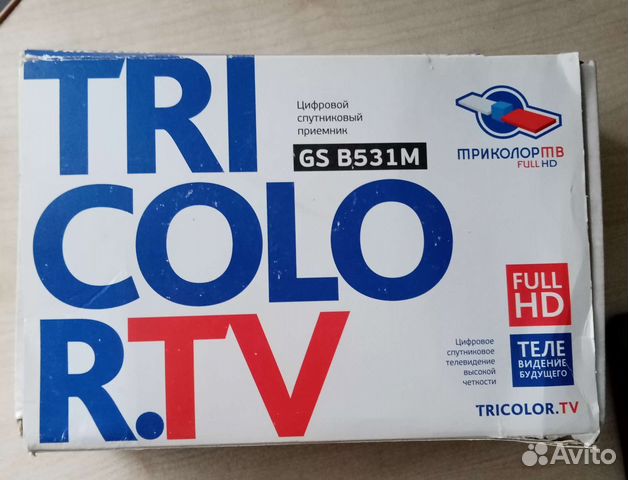 TRI
COLO
R.TV
Цифровой
спутниковый
приемник
GS B531M
ТРИКОЛОР ТВ
FULL HD
FULL
HD
Цифровое
спутниковое
телевидение
высокой
четкости
ТЕЛЕ
ВИДЕНИЕ
БУДУЩЕГО
TRICOLOR.TV
Avito